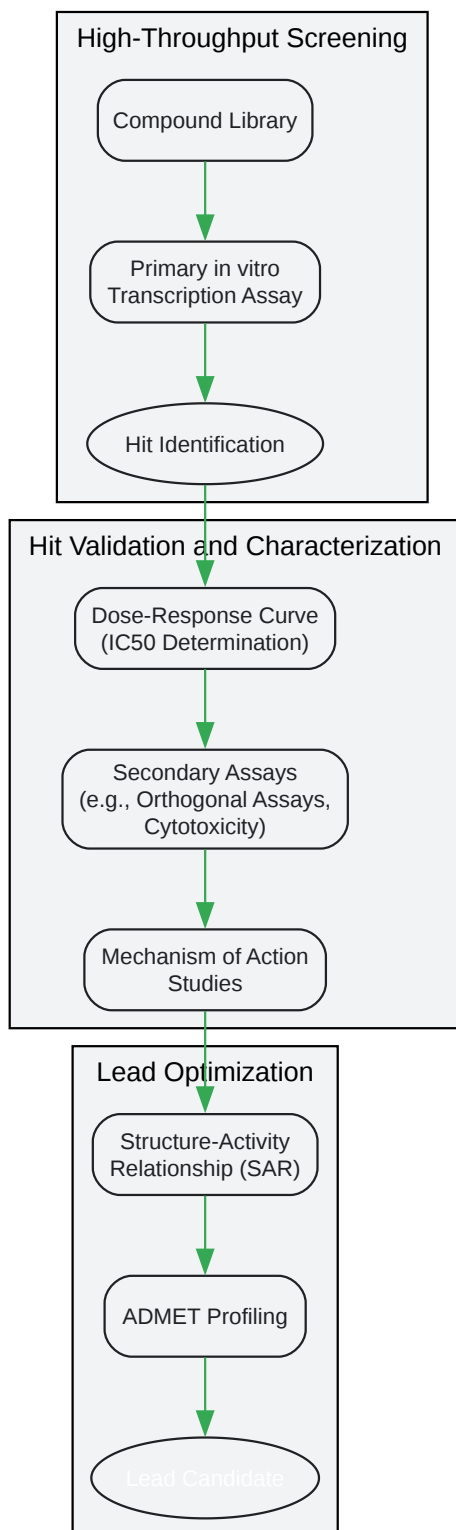 High-Throughput Screening
Compound Library
Primary in vitro
Transcription Assay
Hit Identification
Hit Validation and Characterization
Dose-Response Curve
(IC50 Determination)
Secondary Assays
(e.g., Orthogonal Assays,
Cytotoxicity)
Mechanism of Action
Studies
Lead Optimization
Structure-Activity
Relationship (SAR)
ADMET Profiling
Lead Candidate